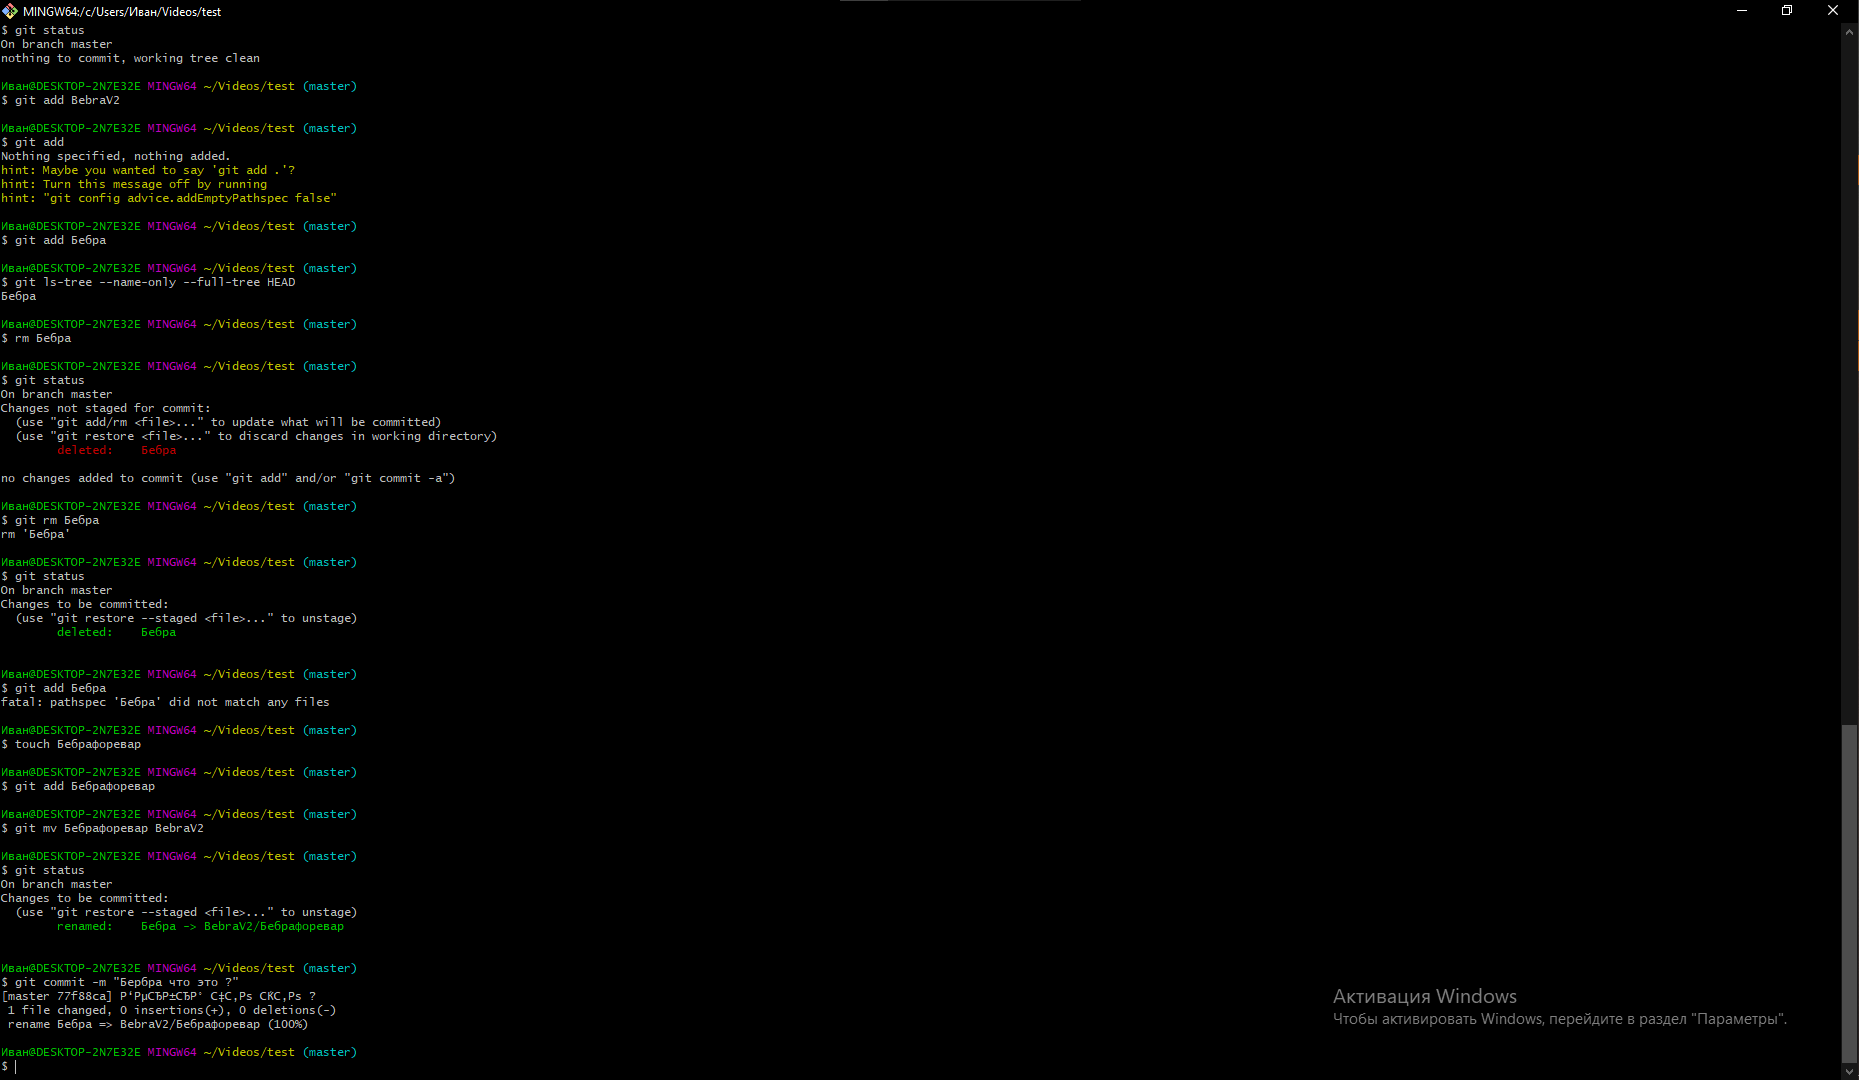 MINGW64:/c/Users/Иван/Videos/test
$ git status
On branch master
nothing to commit, working tree clean
Иван@DESKTOP-2N7E32E MINGW64 ~/Videos/test (master)
$ git add BebraV2
Иван@DESKTOP-2N7E32E MINGW64 ~/Videos/test (master)
$ git add
Nothing specified, nothing added.
hint: Maybe you wanted to say 'git add .'?
hint: Turn this message off by running
hint: "git config advice.addEmptyPathspec false"
Иван@DESKTOP-2N7E32E MINGW64 ~/Videos/test (master)
$ git add Бебра
Иван@DESKTOP-2N7E32E MINGW64 ~/Videos/test (master)
$ git ls-tree --name-only --full-tree HEAD
Бебра
Иван@DESKTOP-2N7E32E MINGW64 ~/Videos/test (master)
$ rm Бебра
Иван@DESKTOP-2N7E32E MINGW64 ~/Videos/test (master)
$ git status
On branch master
Changes not staged for commit:
(use "git add/rm <file>..." to update what will be committed)
(use "git restore <file>..." to discard changes in working directory)
deleted: Бебра
no changes added to commit (use "git add" and/or "git commit -a")
Иван@DESKTOP-2N7E32E MINGW64 ~/Videos/test (master)
$ git rm Бебра
rm 'Бебра'
Иван@DESKTOP-2N7E32E MINGW64 ~/Videos/test (master)
$ git status
On branch master
Changes to be committed:
(use "git restore --staged <file>..." to unstage)
deleted: Бебра
Иван@DESKTOP-2N7E32E MINGW64 ~/Videos/test (master)
$ git add Бебра
fatal: pathspec 'Бебра' did not match any files
Иван@DESKTOP-2N7E32E MINGW64 ~/Videos/test (master)
$ touch Бебрафоревар
Иван@DESKTOP-2N7E32E MINGW64 ~/Videos/test (master)
$ git add Бебрафоревар
Иван@DESKTOP-2N7E32E MINGW64 ~/Videos/test (master)
$ git mv Бебрафоревар BebraV2
Иван@DESKTOP-2N7E32E MINGW64 ~/Videos/test (master)
$ git status
On branch master
Changes to be committed:
(use "git restore --staged <file>..." to unstage)
renamed: Бебра -> BebraV2/Бебрафоревар
Иван@DESKTOP-2N7E32E MINGW64 ~/Videos/test (master)
$ git commit -m "Бербра что это ?"
[master 77f88ca] Р‘РµСЂР±СЂР° С‡С‚Рѕ СЌС‚Рѕ ?
1 file changed, 0 insertions(+), 0 deletions(-)
rename Бебра => BebraV2/Бебрафоревар (100%)
Иван@DESKTOP-2N7E32E MINGW64 ~/Videos/test (master)
$
Активация Windows
Чтобы активировать Windows, перейдите в раздел "Параметры".